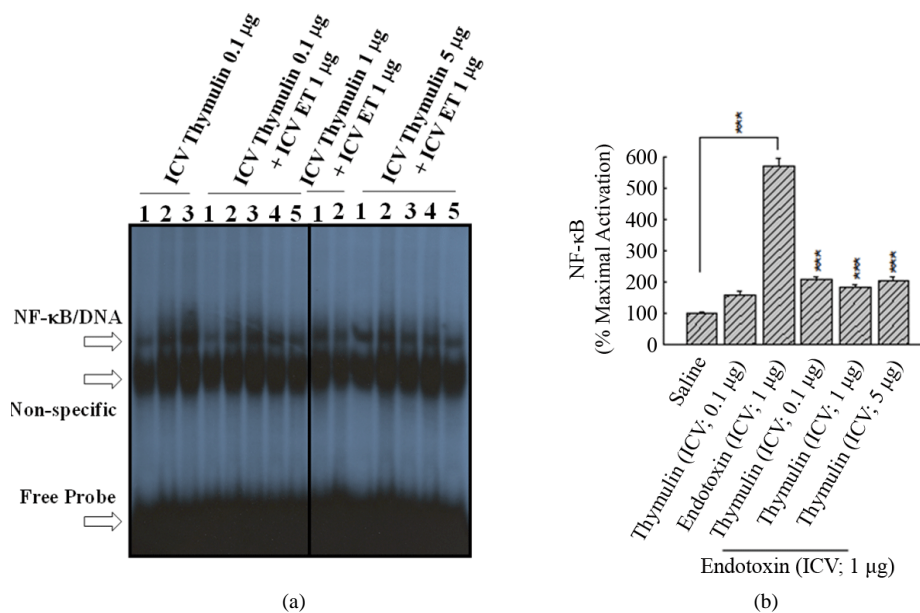 ICV Thymulin 0.1 μg
ICV Thymulin 0.1 μg
+ ICV ET 1 μg
ICV Thymulin 1 μg
+ ICV ET 1 μg
ICV Thymulin 5 μg
+ ICV ET 1 μg
1 2 3 1 2 3 4 5 1 2 1 2 3 4 5
NF-κB/DNA
Non-specific
Free Probe
(a)
***
NF-κB
(% Maximal Activation)
600
500
400
300
200
100
0
*** *** ***
Saline
Thymulin (ICV; 0.1 μg)
Endotoxin (ICV; 1 μg)
Thymulin (ICV; 0.1 μg)
Thymulin (ICV; 1 μg)
Thymulin (ICV; 5 μg)
Endotoxin (ICV; 1 μg)
(b)